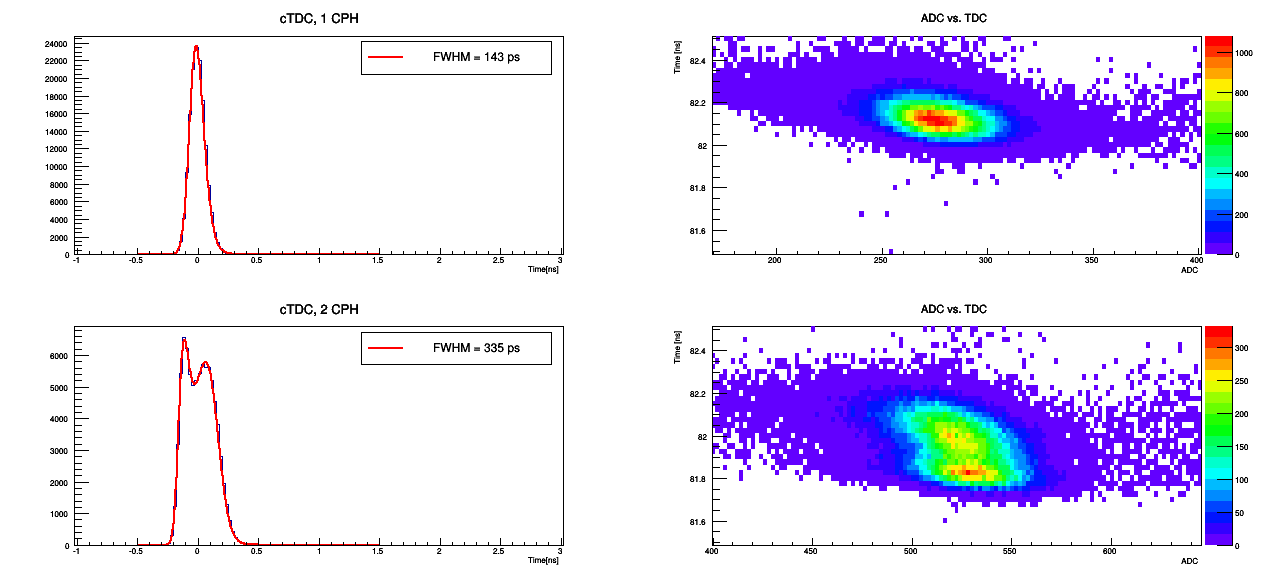 cTDC, 1 CPH
FWHM = 143 ps
24000
22000
20000
18000
16000
14000
12000
10000
8000
6000
4000
2000
0
-1 -0.5 0 0.5 1 1.5 2 2.5 3
Time[ns]
ADC vs. TDC
Time [ns]
82.4
82.2
82
81.8
81.6
200 250 300 350 400
ADC
1000
800
600
400
200
0
cTDC, 2 CPH
FWHM = 335 ps
6000
5000
4000
3000
2000
1000
0
-1 -0.5 0 0.5 1 1.5 2 2.5 3
Time[ns]
ADC vs. TDC
Time [ns]
82.4
82.2
82
81.8
81.6
400 450 500 550 600
ADC
300
250
200
150
100
50
0